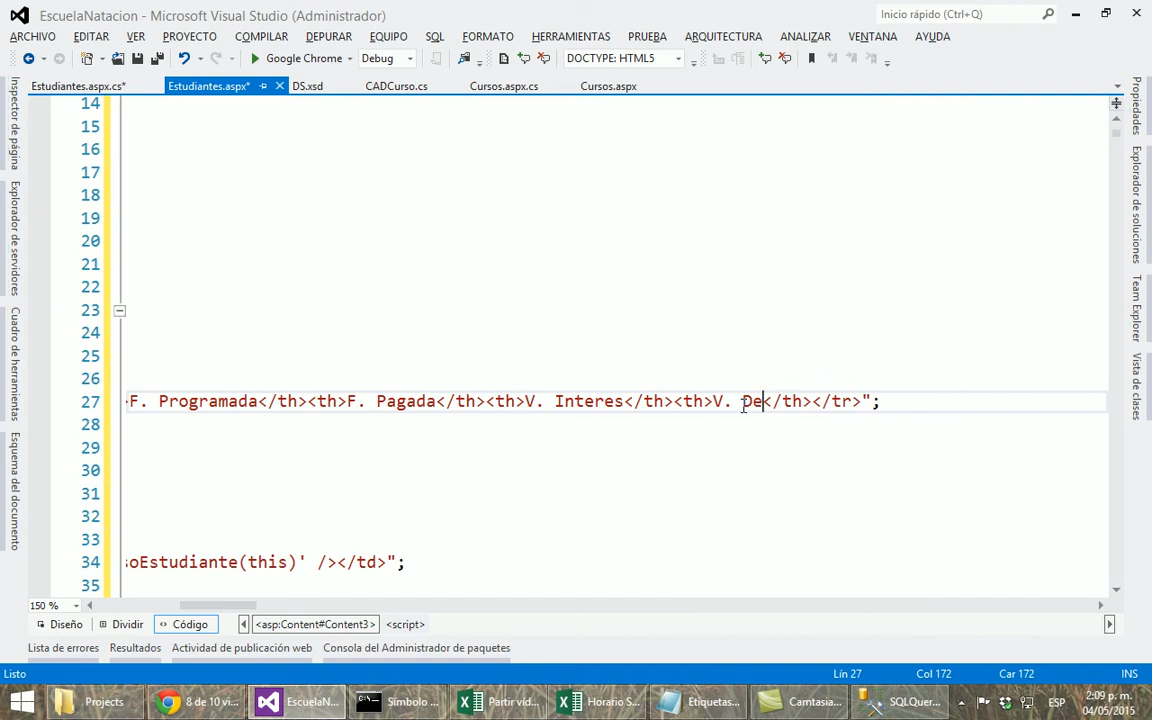 EscuelaNatacion - Microsoft Visual Studio (Administrador)
Inicio rápido (Ctrl+Q)
ARCHIVO EDITAR VER PROYECTO COMPILAR DEPURAR EQUIPO SQL FORMATO HERRAMIENTAS PRUEBA ARQUITECTURA ANALIZAR VENTANA AYUDA
Google Chrome Debug DOCTYPE: HTML5
Estudiantes.aspx.cs* Estudiantes.aspx* DS.xsd CADCurso.cs Cursos.aspx.cs Cursos.aspx
Inspector de página
Explorador de servidores
Cuadro de herramientas
Esquema del documento
14
15
16
17
18
19
20
21
22
23
24
25
26
27 >F. Programada</th><th>F. Pagada</th><th>V. Interes</th><th>V. De</th></tr>";
28
29
30
31
32
33
34 soEstudiante(this)' /></td>";
35
Propiedades
Explorador de soluciones
Team Explorer
Vista de clases
150 %
Diseño Dividir Código <asp:Content#Content3> <script>
Lista de errores Resultados Actividad de publicación web Consola del Administrador de paquetes
Listo Lín 27 Col 172 Car 172 INS
Projects 8 de 10 vi... EscuelaN... Símbolo ... Partir víd... Horario S... Etiquetas... Camtasia... SQLQuer... ESP 2:09 p. m.
04/05/2015